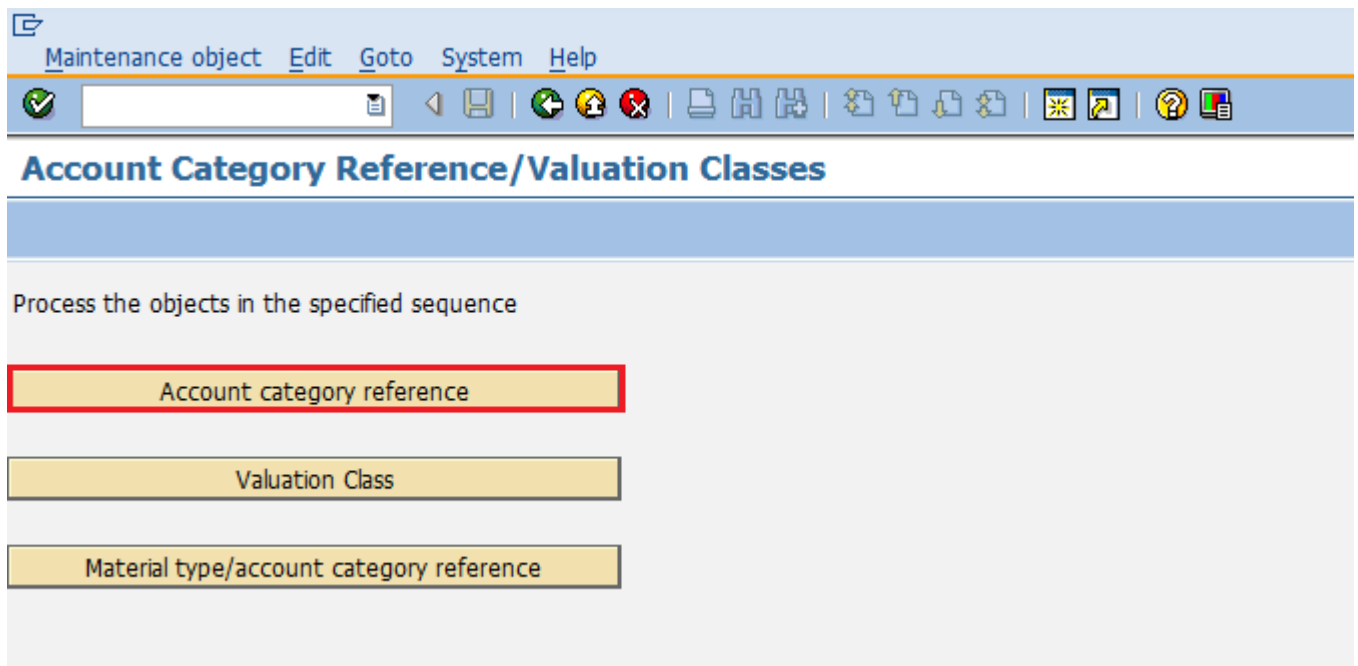 Maintenance object Edit Goto System Help
Account Category Reference/Valuation Classes
Process the objects in the specified sequence
Account category reference
Valuation Class
Material type/account category reference